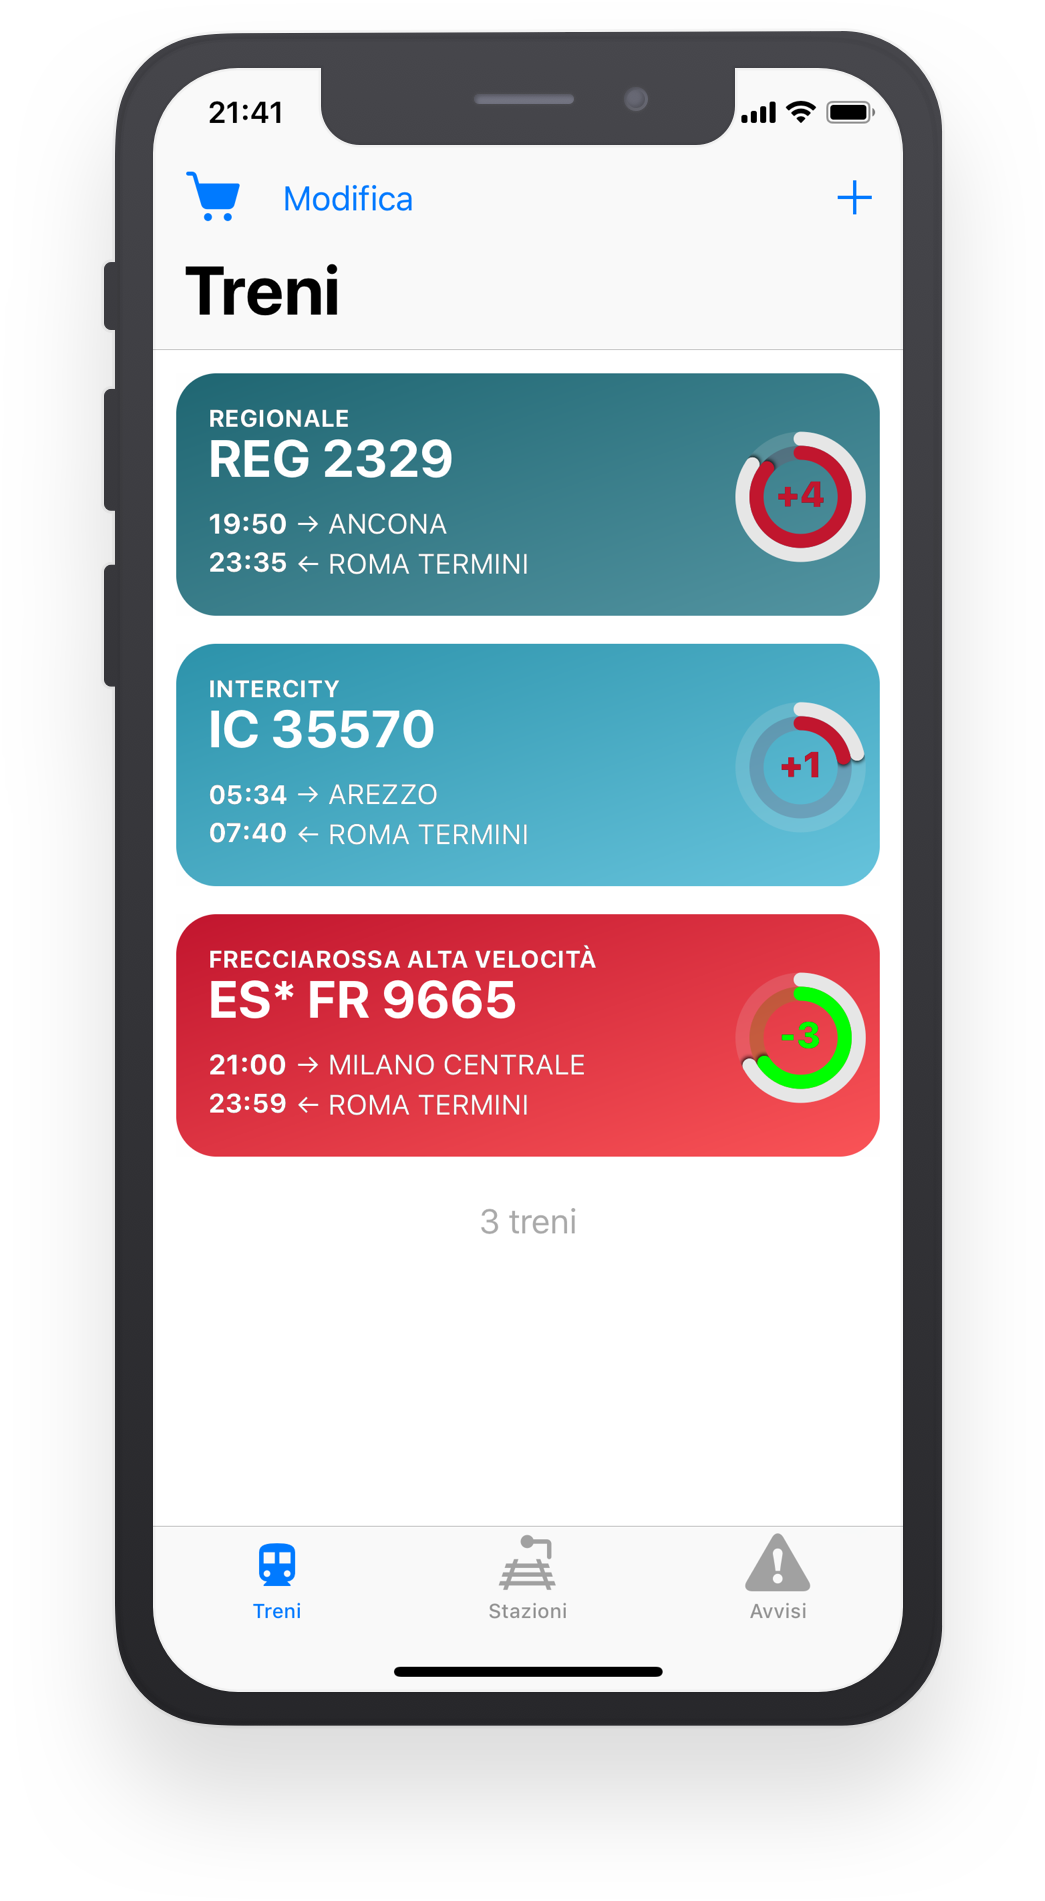 21:41
Modifica
Treni
REGIONALE
REG 2329
+4
19:50 → ANCONA
23:35 ← ROMA TERMINI
INTERCITY
IC 35570
+1
05:34 → AREZZO
07:40 ← ROMA TERMINI
FRECCIAROSSA ALTA VELOCITÀ
ES* FR 9665
-3
21:00 → MILANO CENTRALE
23:59 ← ROMA TERMINI
3 treni
Treni
Stazioni
Avvisi